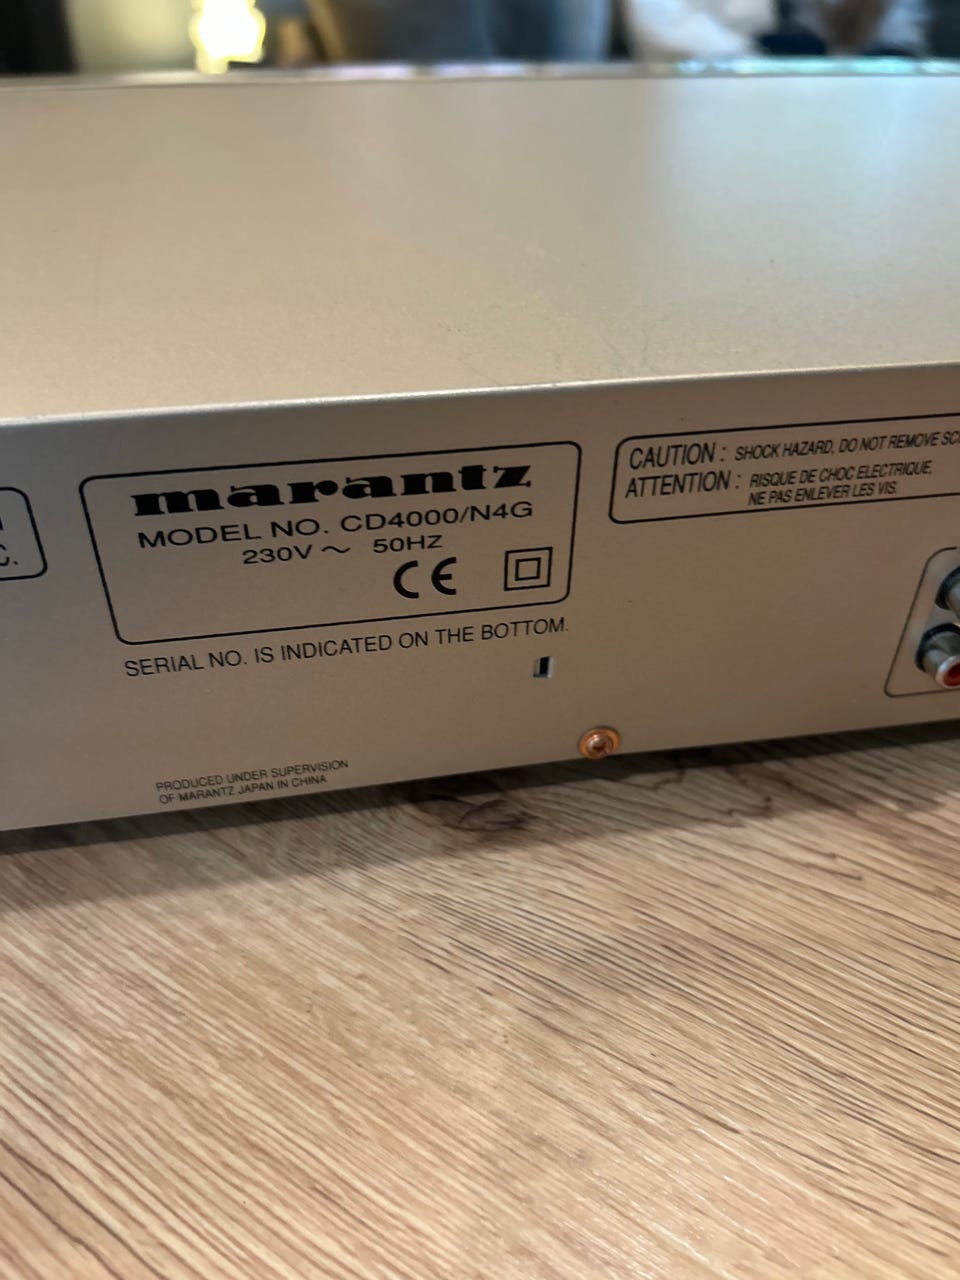 marantz
MODEL NO. CD4000/N4G
230V ~ 50HZ
CE
SERIAL NO. IS INDICATED ON THE BOTTOM.
PRODUCED UNDER SUPERVISION
OF MARANTZ JAPAN IN CHINA
CAUTION : SHOCK HAZARD, DO NOT REMOVE
ATTENTION : RISQUE DE CHOC ELECTRIQUE,
NE PAS ENLEVER LES VIS.